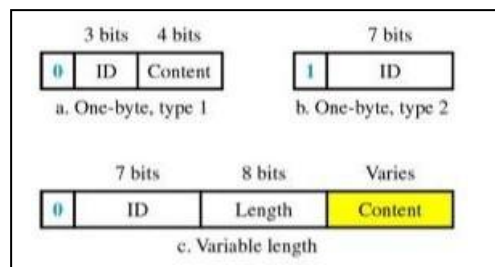 3 bits 4 bits
0 ID Content
a. One-byte, type 1
7 bits
1 ID
b. One-byte, type 2
7 bits 8 bits Varies
0 ID Length Content
c. Variable length